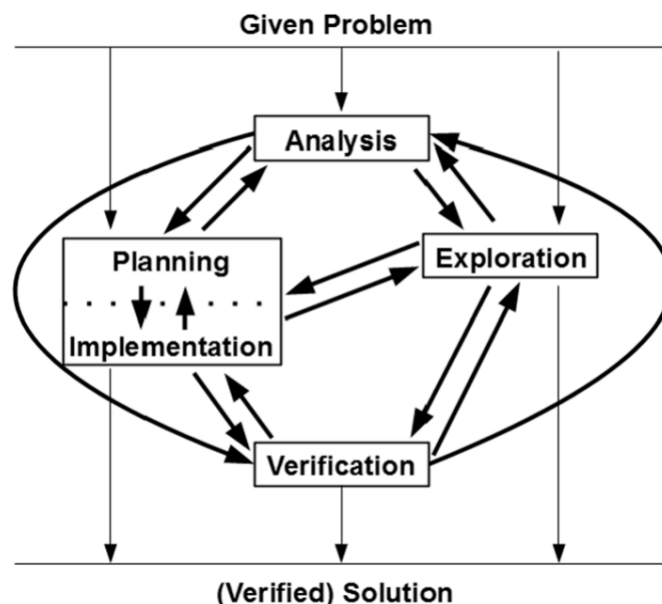 Given Problem
Analysis
Planning
Exploration
Implementation
Verification
(Verified) Solution